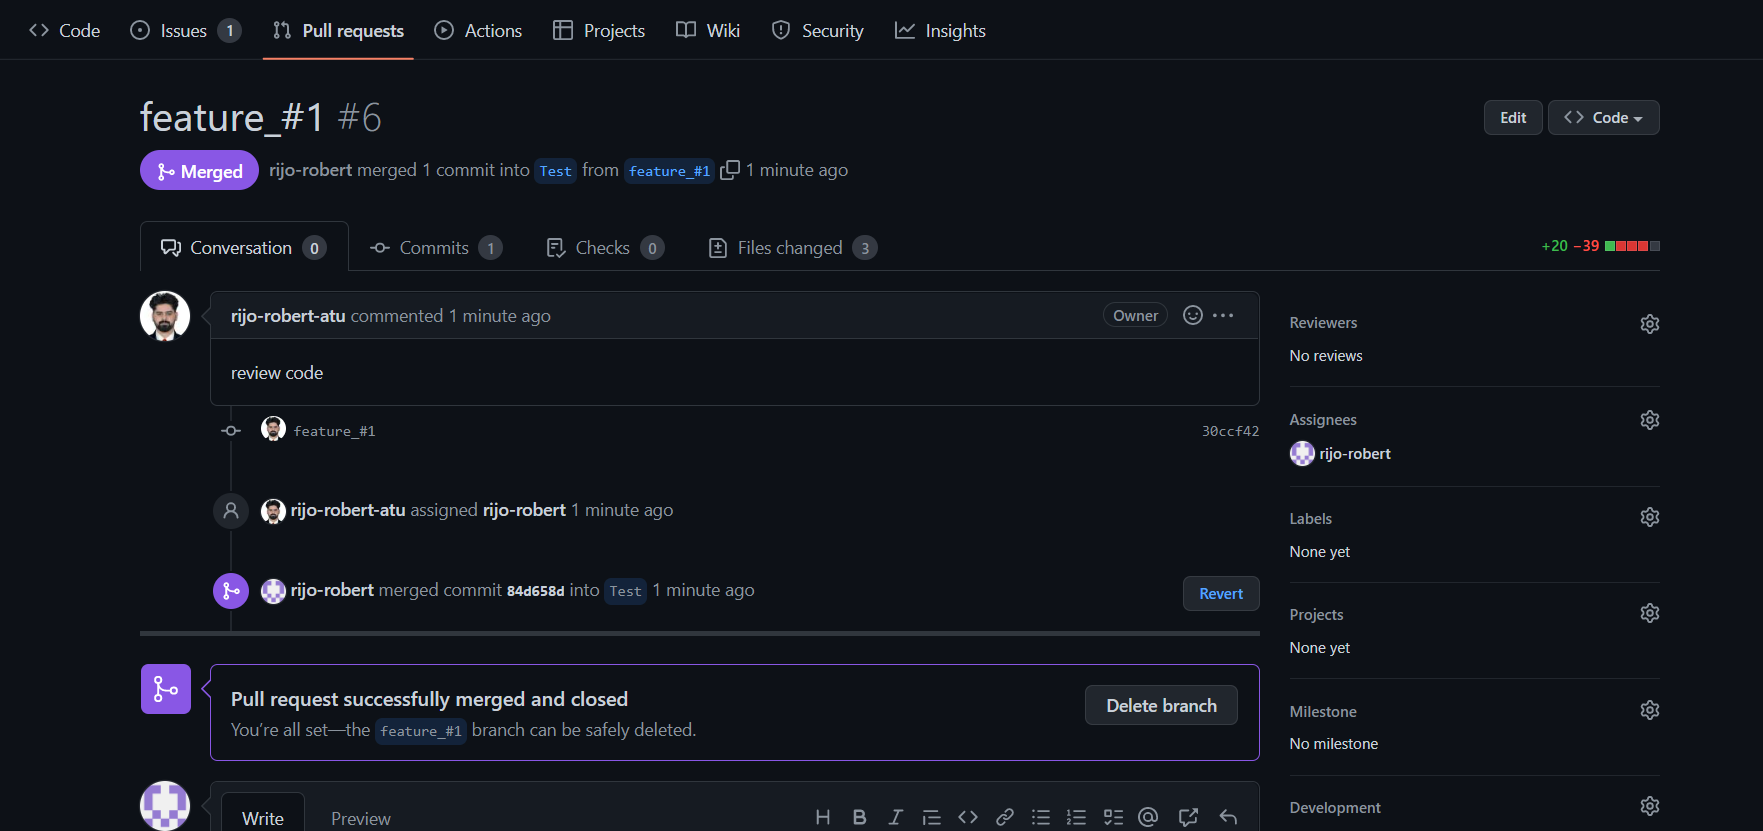 Code Issues 1 Pull requests Actions Projects Wiki Security Insights
feature_#1 #6
Edit Code
Merged rijo-robert merged 1 commit into Test from feature_#1 1 minute ago
Conversation 0 Commits 1 Checks 0 Files changed 3 +20 −39
rijo-robert-atu commented 1 minute ago Owner
review code
feature_#1 30ccf42
rijo-robert-atu assigned rijo-robert 1 minute ago
rijo-robert merged commit 84d658d into Test 1 minute ago Revert
Pull request successfully merged and closed
You’re all set—the feature_#1 branch can be safely deleted.
Delete branch
Write Preview
Reviewers
No reviews
Assignees
rijo-robert
Labels
None yet
Projects
None yet
Milestone
No milestone
Development